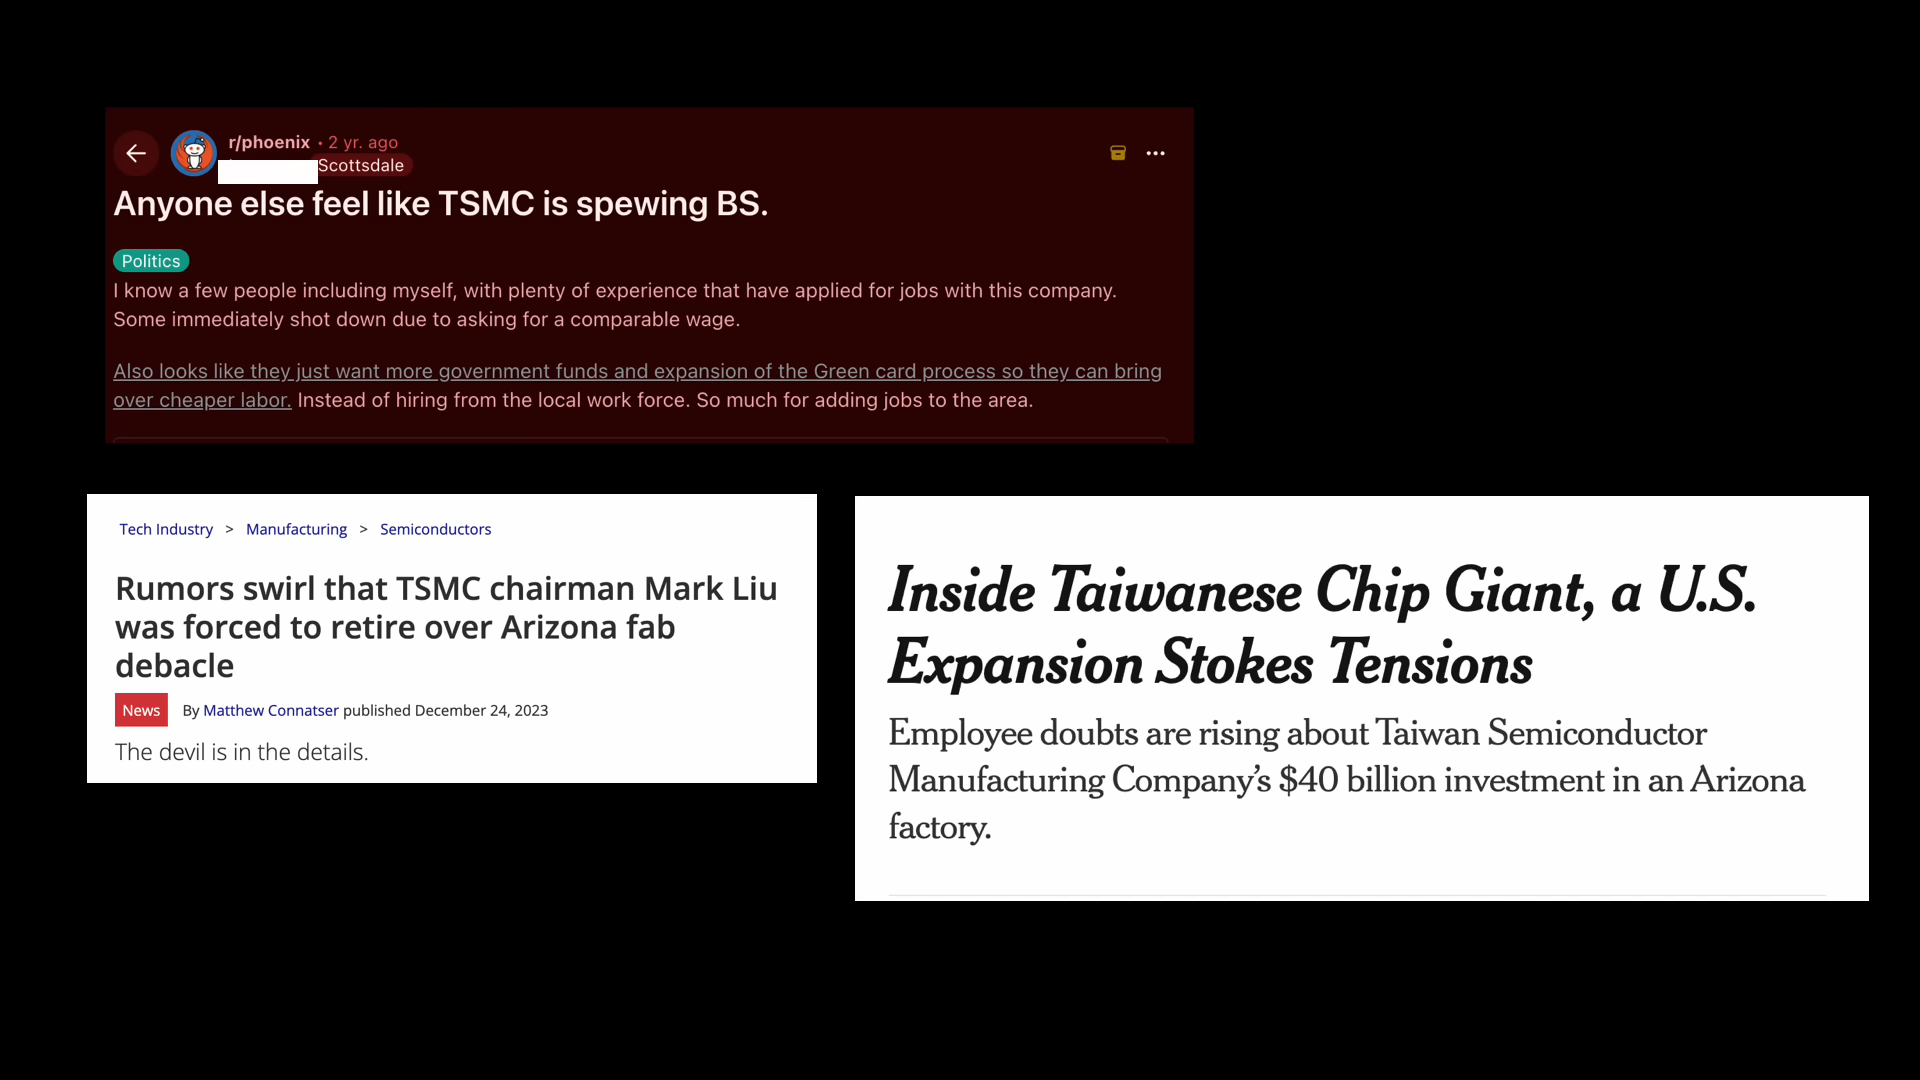 r/phoenix • 2 yr. ago
Scottsdale
Anyone else feel like TSMC is spewing BS.
Politics
I know a few people including myself, with plenty of experience that have applied for jobs with this company.
Some immediately shot down due to asking for a comparable wage.
Also looks like they just want more government funds and expansion of the Green card process so they can bring
over cheaper labor. Instead of hiring from the local work force. So much for adding jobs to the area.
Tech Industry > Manufacturing > Semiconductors
Rumors swirl that TSMC chairman Mark Liu
was forced to retire over Arizona fab
debacle
News By Matthew Connatser published December 24, 2023
The devil is in the details.
Inside Taiwanese Chip Giant, a U.S.
Expansion Stokes Tensions
Employee doubts are rising about Taiwan Semiconductor
Manufacturing Company’s $40 billion investment in an Arizona
factory.